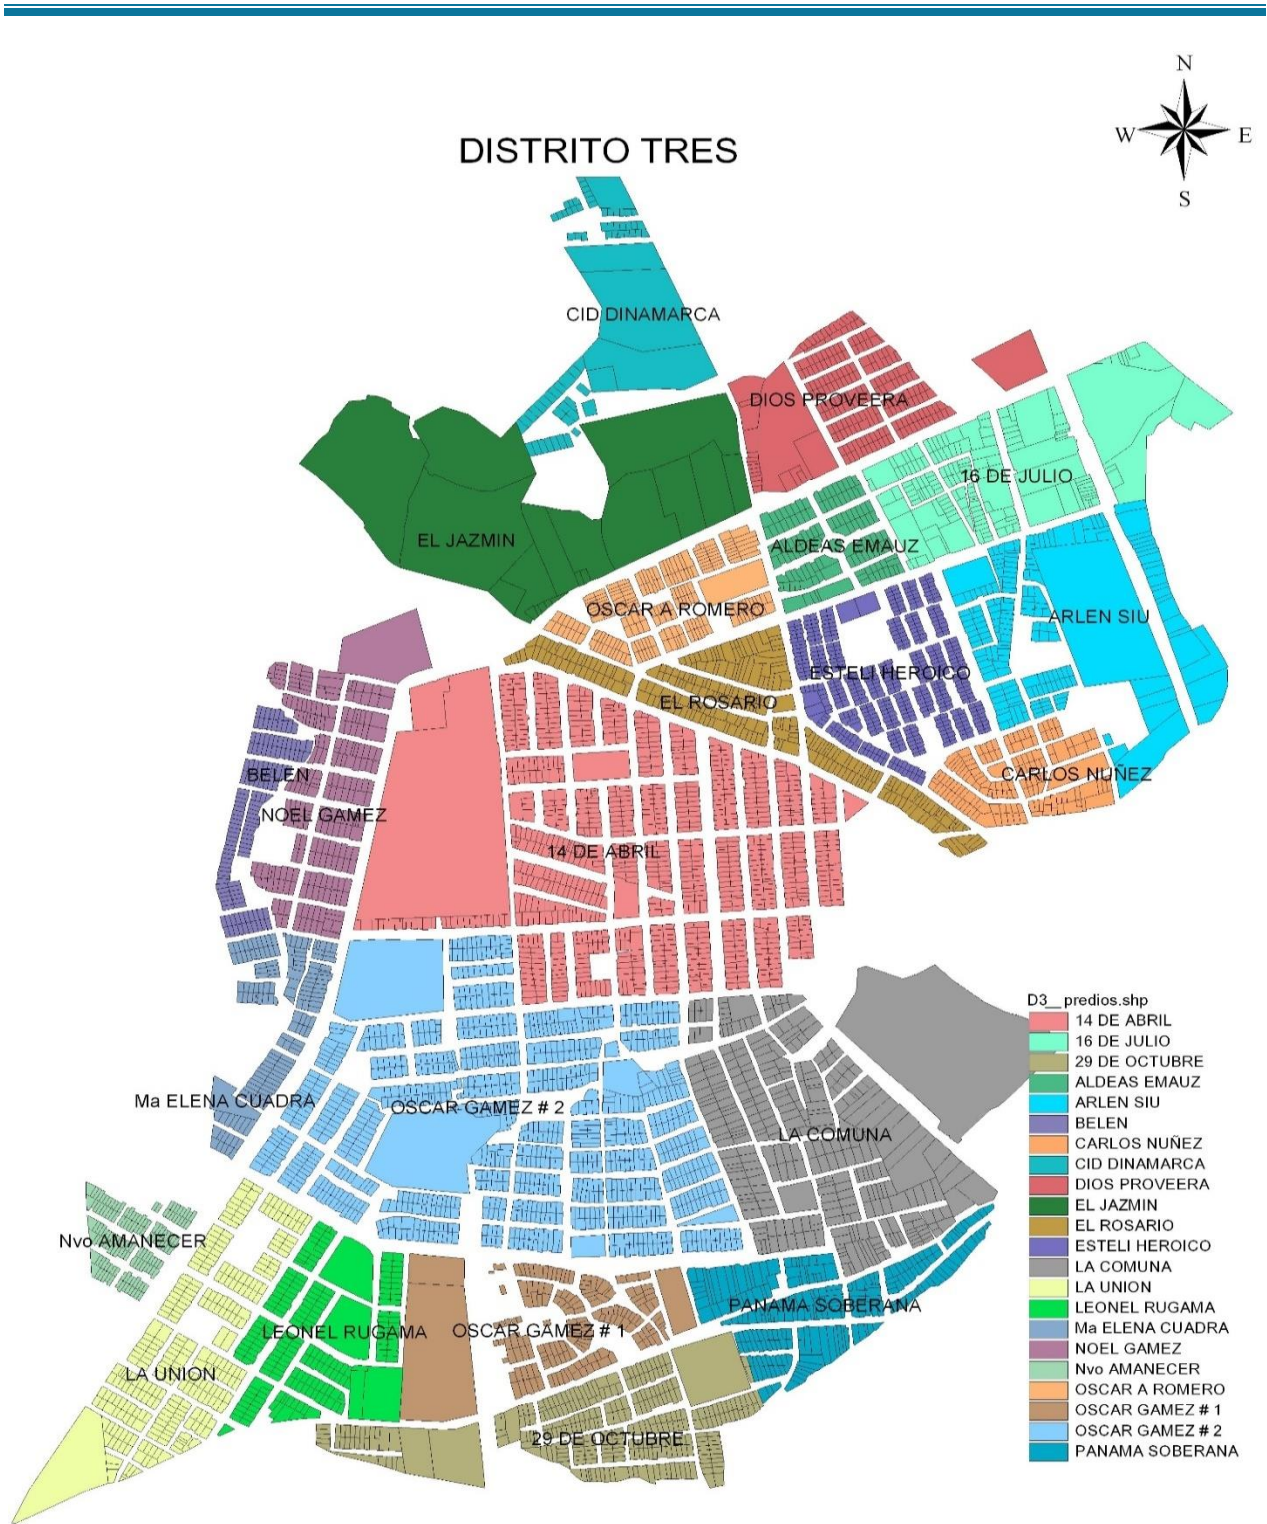 N
W E
S
DISTRITO TRES
CID DINAMARCA
DIOS PROVEERA
16 DE JULIO
EL JAZMIN
ALDEAS EMAUZ
OSCAR A ROMERO
ARLEN SIU
ESTELI HEROICO
EL ROSARIO
BELEN
CARLOS NUÑEZ
NOEL GAMEZ
14 DE ABRIL
Ma ELENA CUADRA
OSCAR GAMEZ # 2
LA COMUNA
Nvo AMANECER
PANAMA SOBERANA
LEONEL RUGAMA
OSCAR GAMEZ # 1
LA UNION
29 DE OCTUBRE
D3__predios.shp
14 DE ABRIL
16 DE JULIO
29 DE OCTUBRE
ALDEAS EMAUZ
ARLEN SIU
BELEN
CARLOS NUÑEZ
CID DINAMARCA
DIOS PROVEERA
EL JAZMIN
EL ROSARIO
ESTELI HEROICO
LA COMUNA
LA UNION
LEONEL RUGAMA
Ma ELENA CUADRA
NOEL GAMEZ
Nvo AMANECER
OSCAR A ROMERO
OSCAR GAMEZ # 1
OSCAR GAMEZ # 2
PANAMA SOBERANA